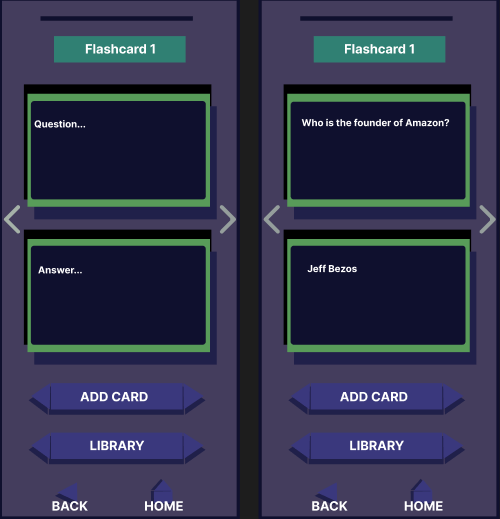 Flashcard 1
Question...
Answer...
ADD CARD
LIBRARY
BACK
HOME
Flashcard 1
Who is the founder of Amazon?
Jeff Bezos
ADD CARD
LIBRARY
BACK
HOME